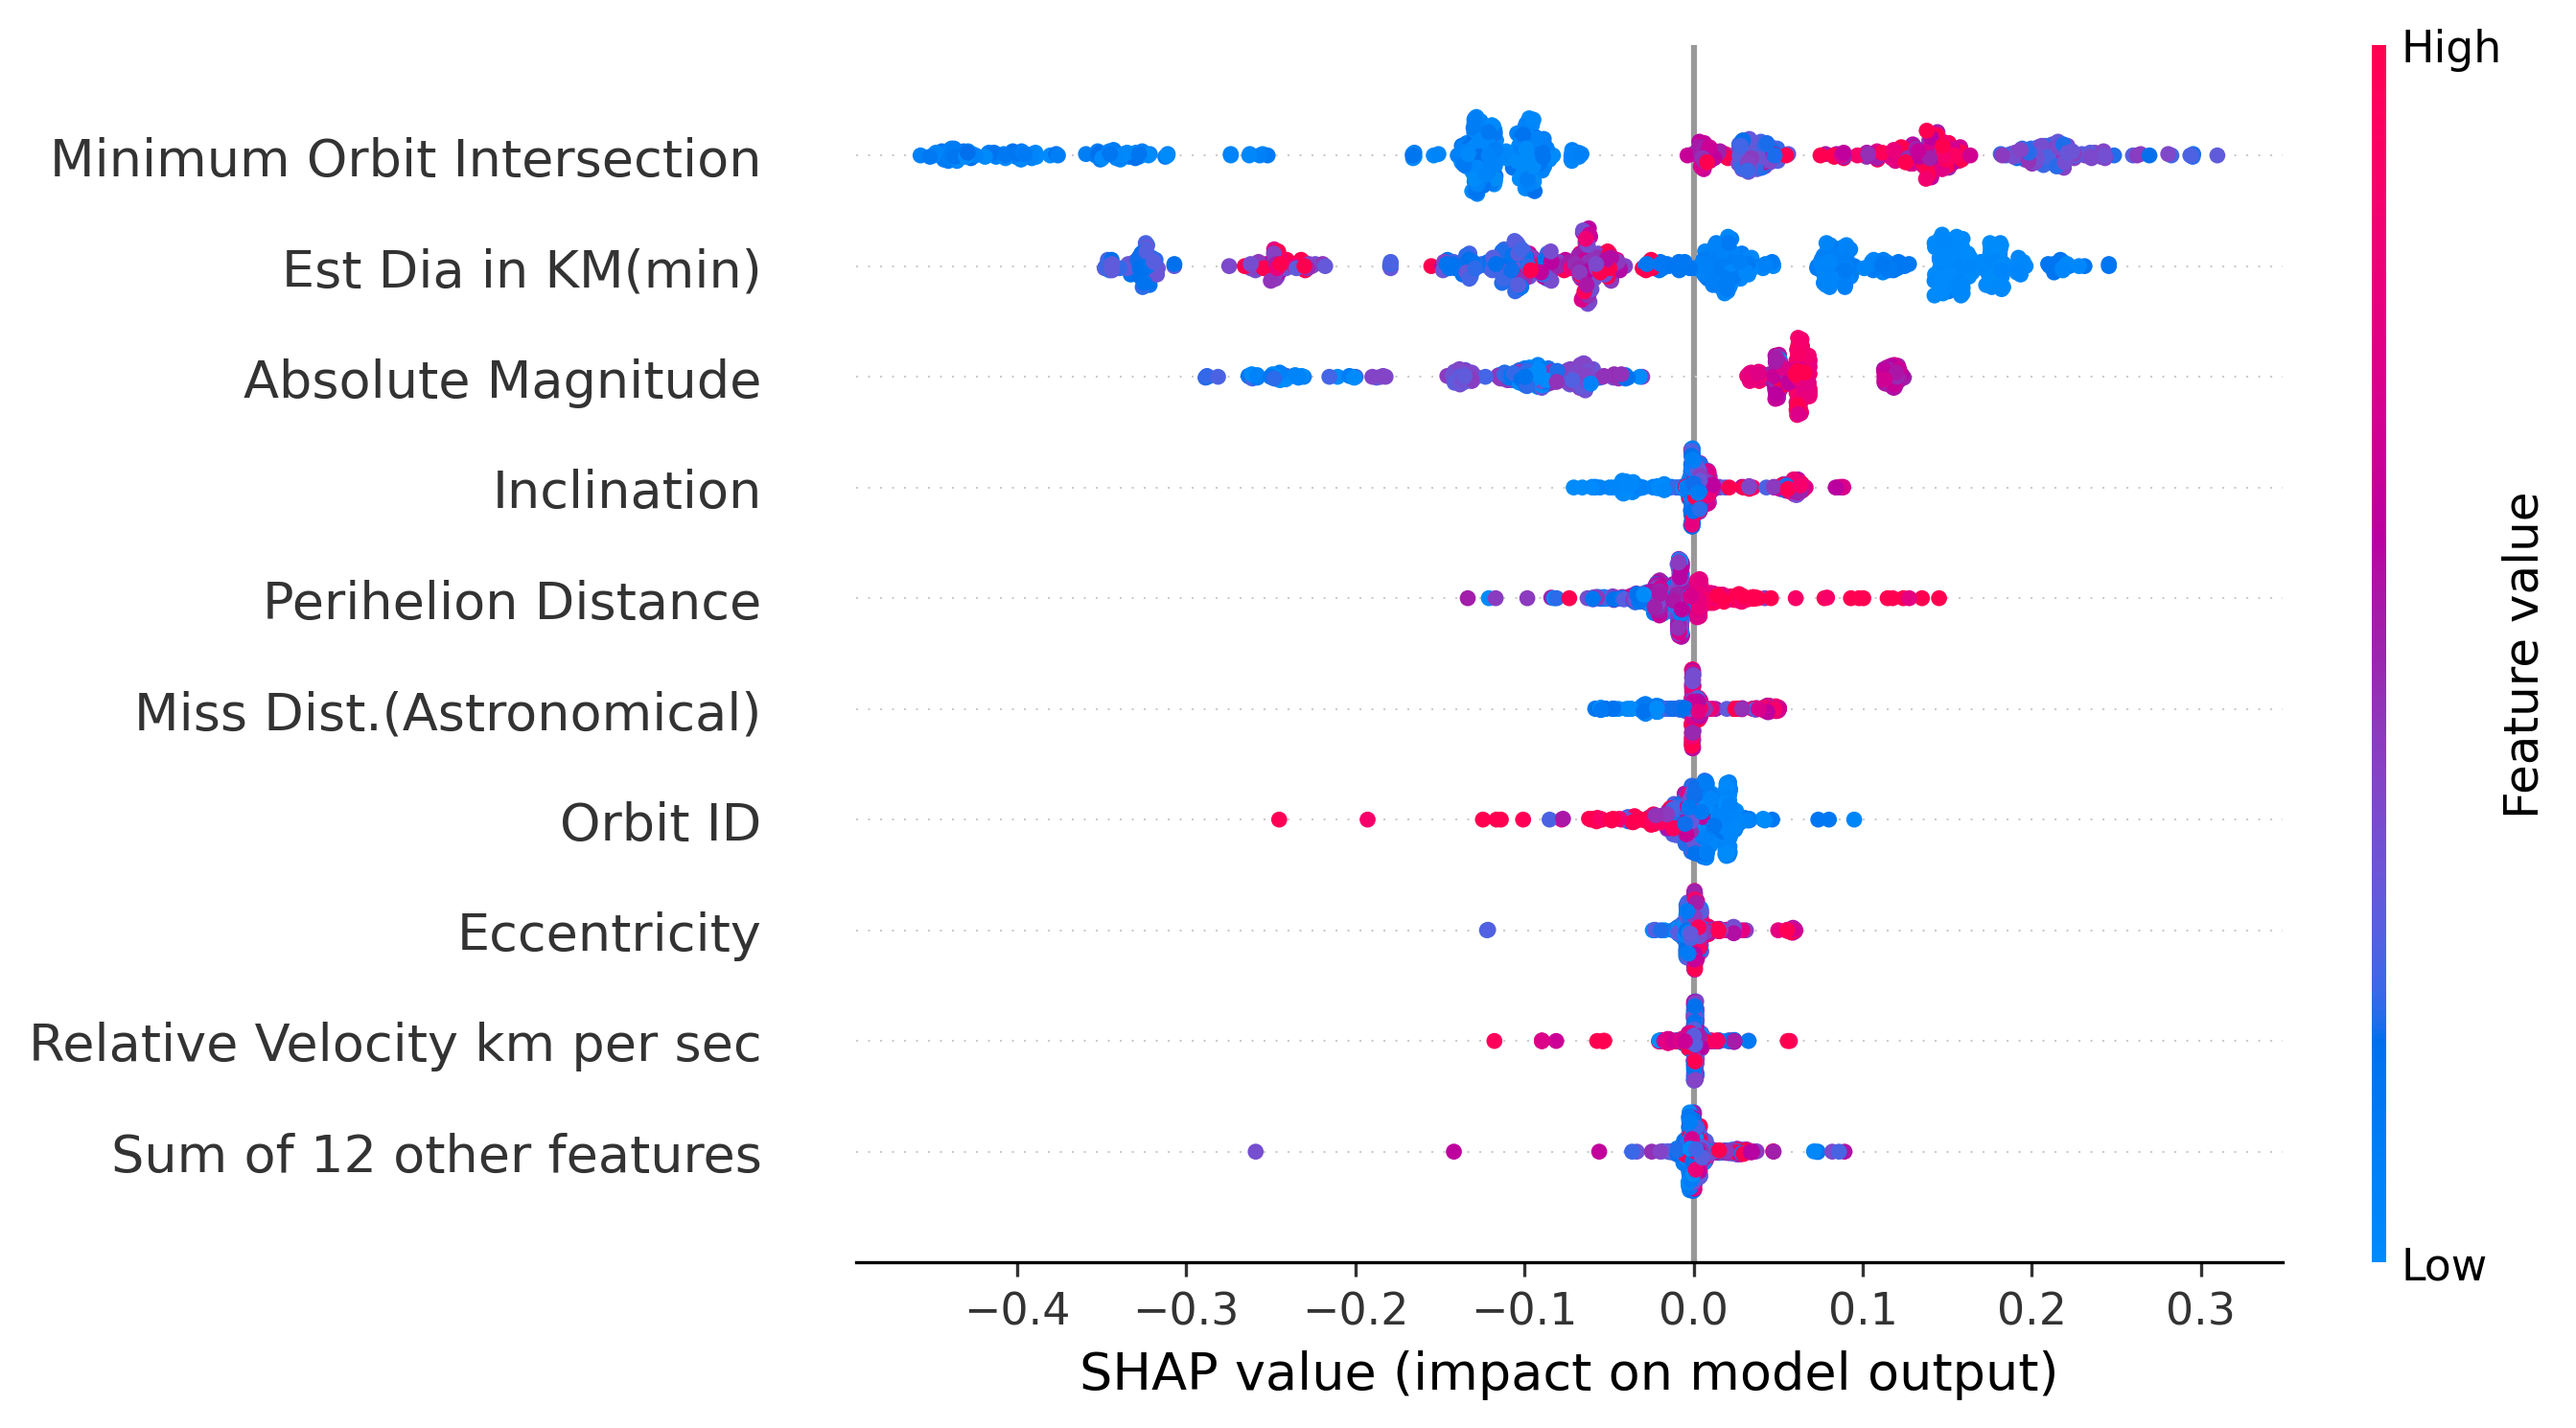 High
Minimum Orbit Intersection
Est Dia in KM(min)
Absolute Magnitude
Inclination
Perihelion Distance
Miss Dist.(Astronomical)
Orbit ID
Eccentricity
Relative Velocity km per sec
Sum of 12 other features
Feature value
Low
−0.4 −0.3 −0.2 −0.1 0.0 0.1 0.2 0.3
SHAP value (impact on model output)